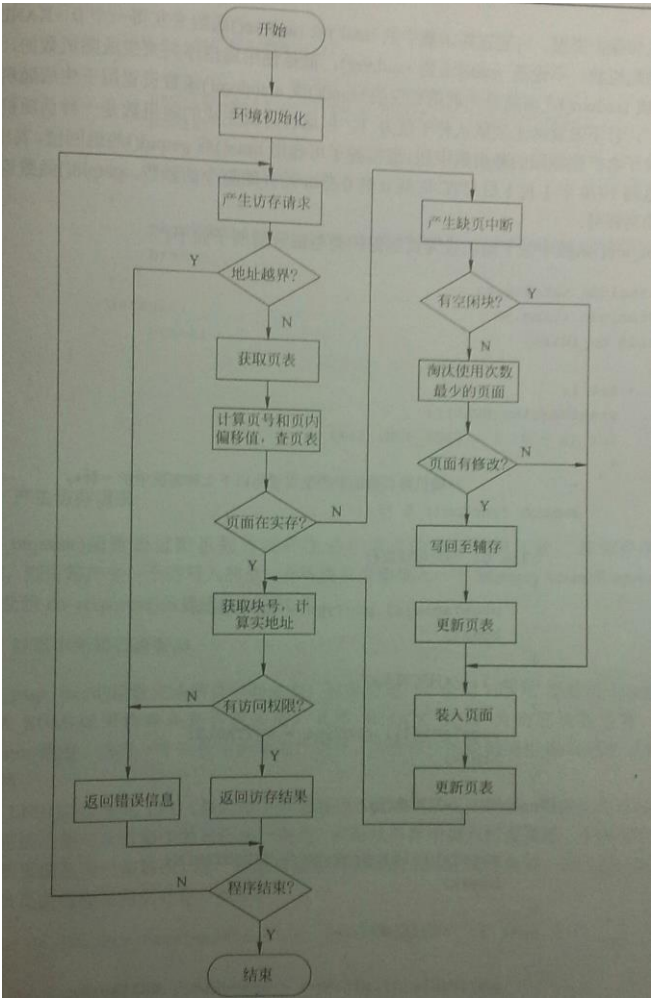 开始
环境初始化
产生访存请求
地址越界?
Y
N
获取页表
计算页号和页内
偏移值，查页表
页面在实存?
N
Y
获取块号，计
算实地址
有访问权限?
N
Y
返回错误信息
返回访存结果
程序结束?
N
Y
结束
产生缺页中断
有空闲块?
Y
N
淘汰使用次数
最少的页面
页面有修改?
N
Y
写回至辅存
更新页表
装入页面
更新页表